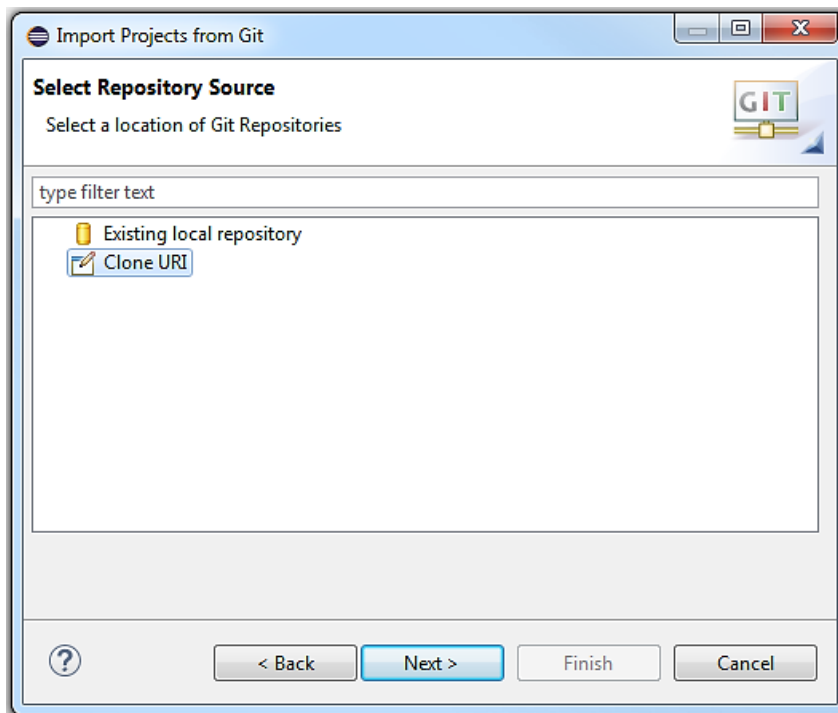 Import Projects from Git
Select Repository Source
Select a location of Git Repositories
GIT
type filter text
Existing local repository
Clone URI
?
< Back
Next >
Finish
Cancel